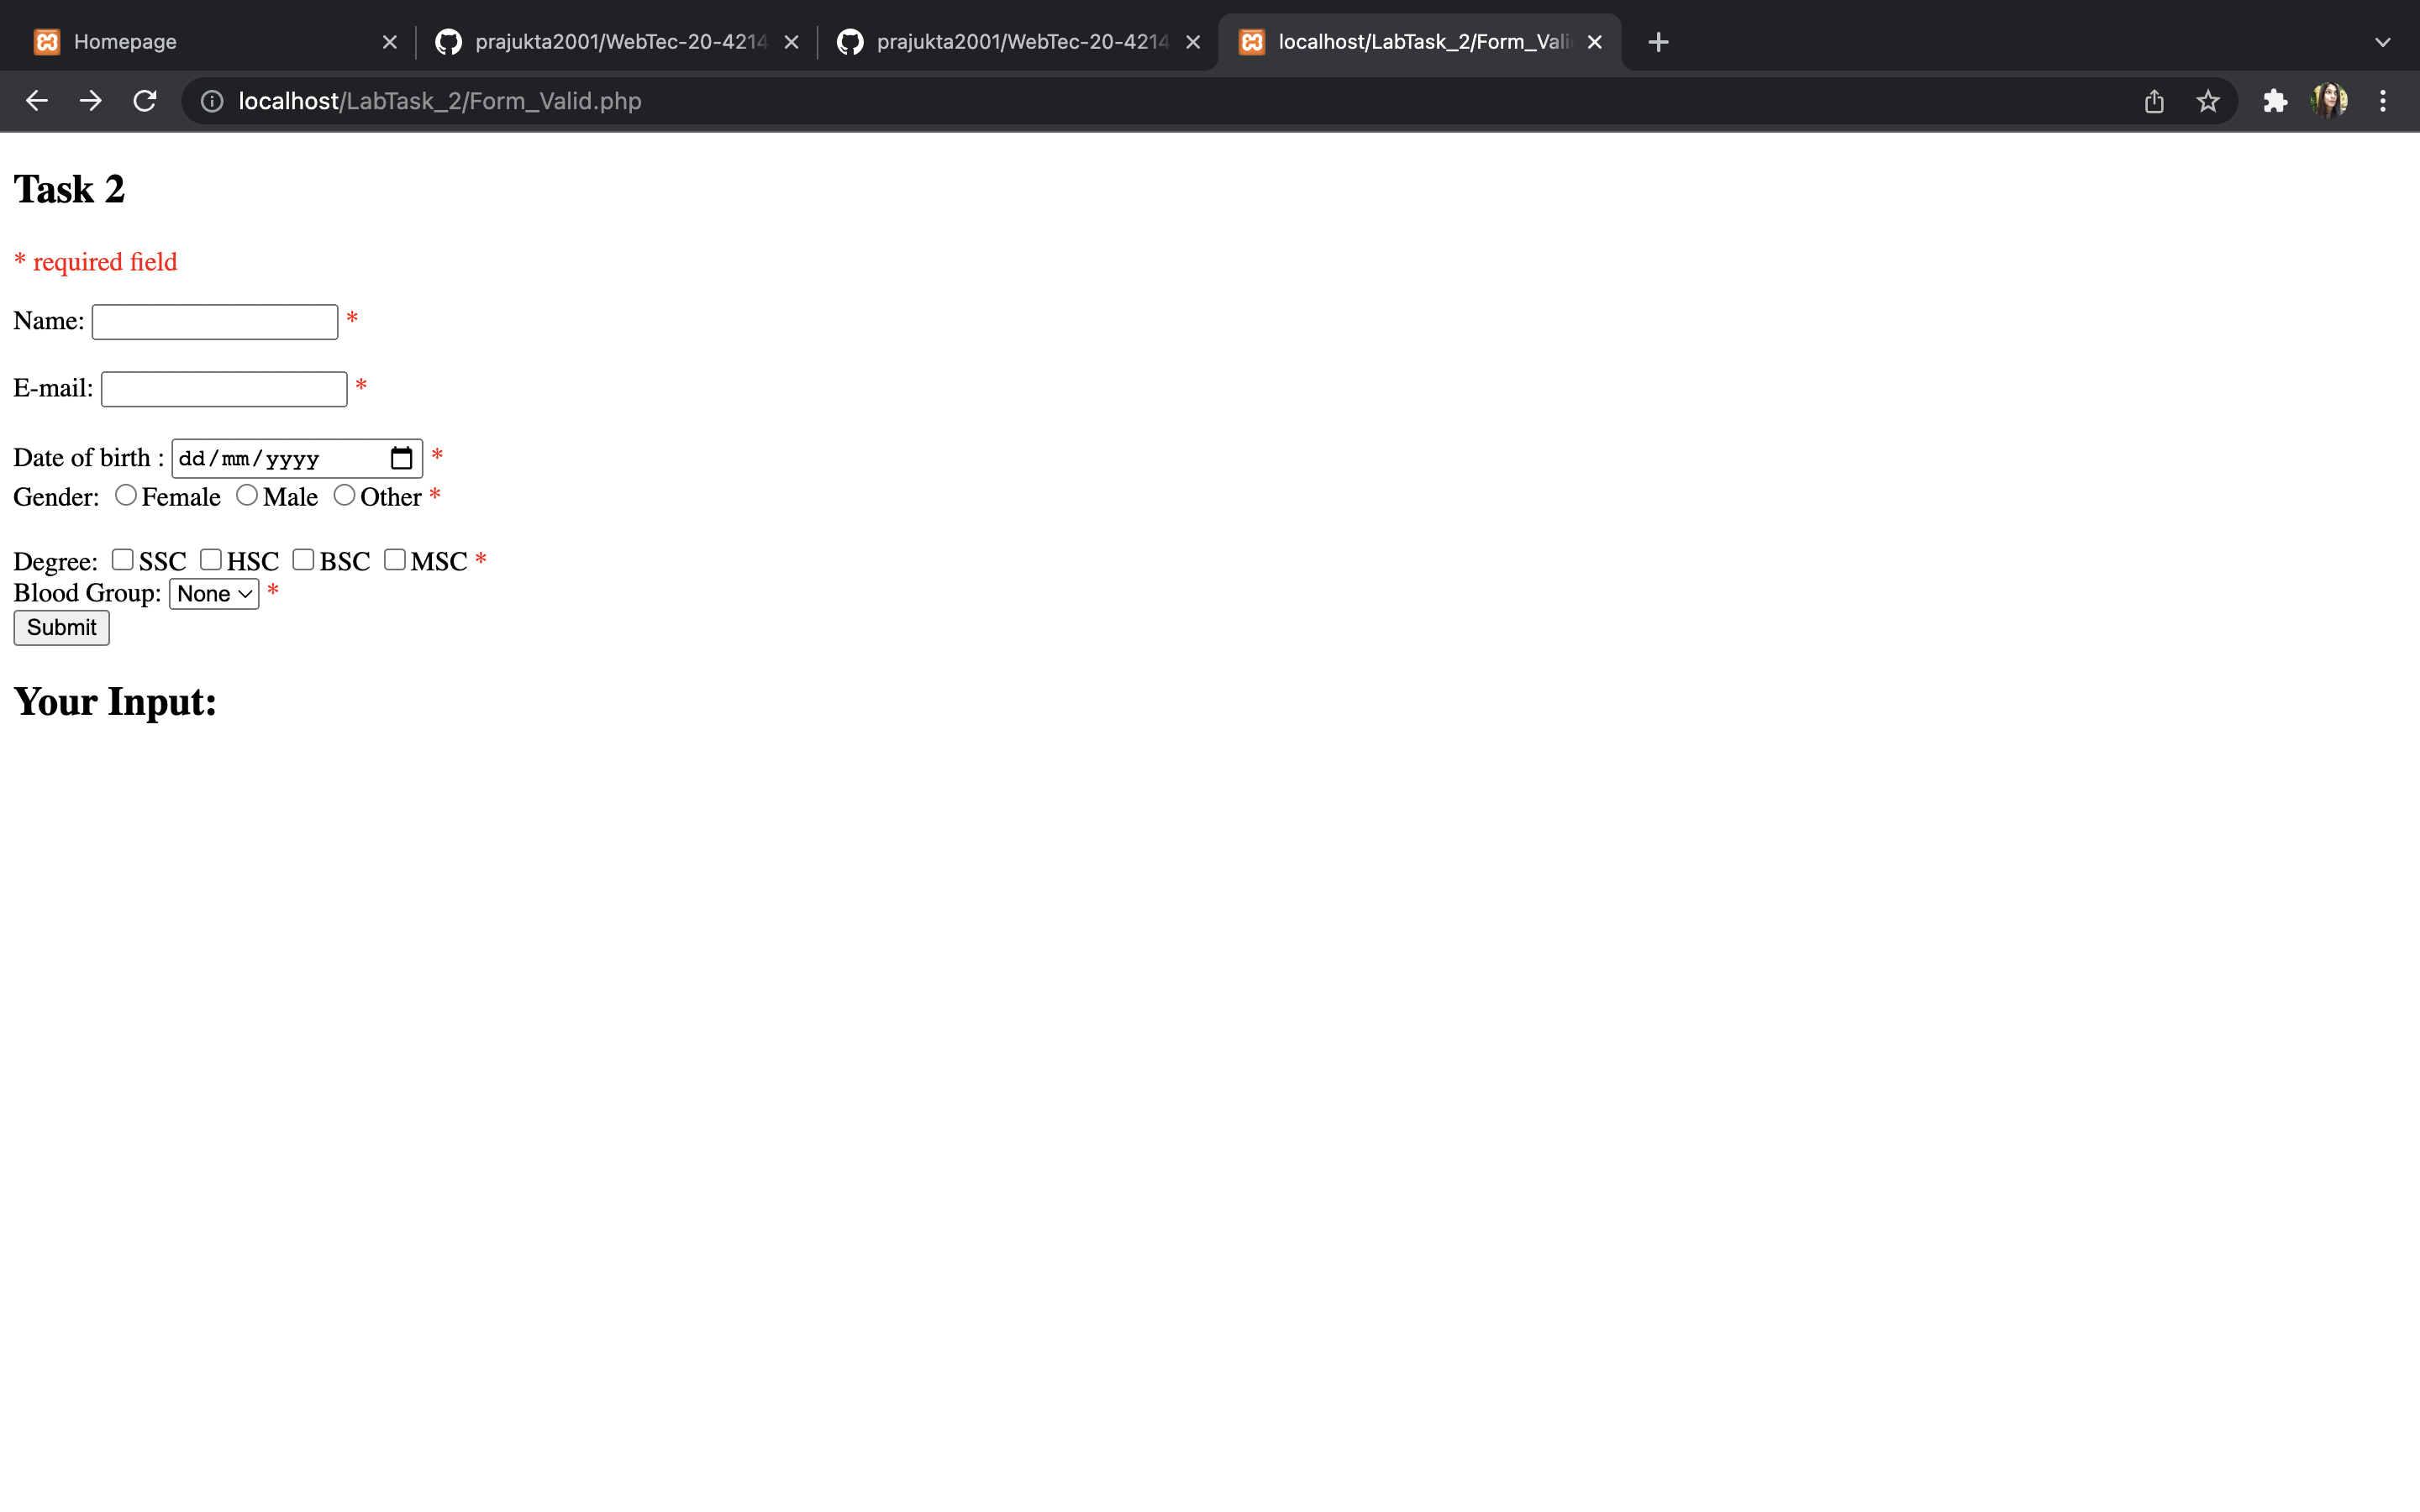 Homepage
prajukta2001/WebTec-20-4214
prajukta2001/WebTec-20-4214
localhost/LabTask_2/Form_Vali
localhost/LabTask_2/Form_Valid.php
Task 2
* required field
Name: *
E-mail: *
Date of birth : dd/mm/yyyy *
Gender: Female Male Other *
Degree: SSC HSC BSC MSC *
Blood Group: None *
Submit
Your Input: